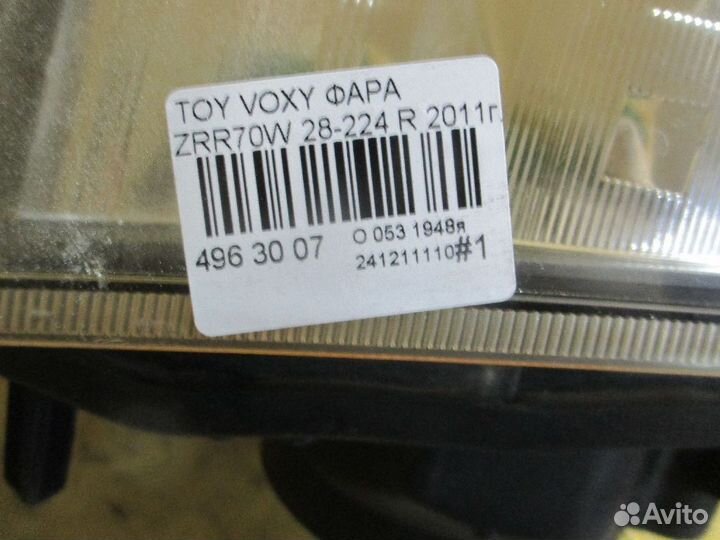 TOY VOXY ФАРА
ZRR70W 28-224 R 2011г.
496 30 07
О 053 1948я
241211110#1
Avito